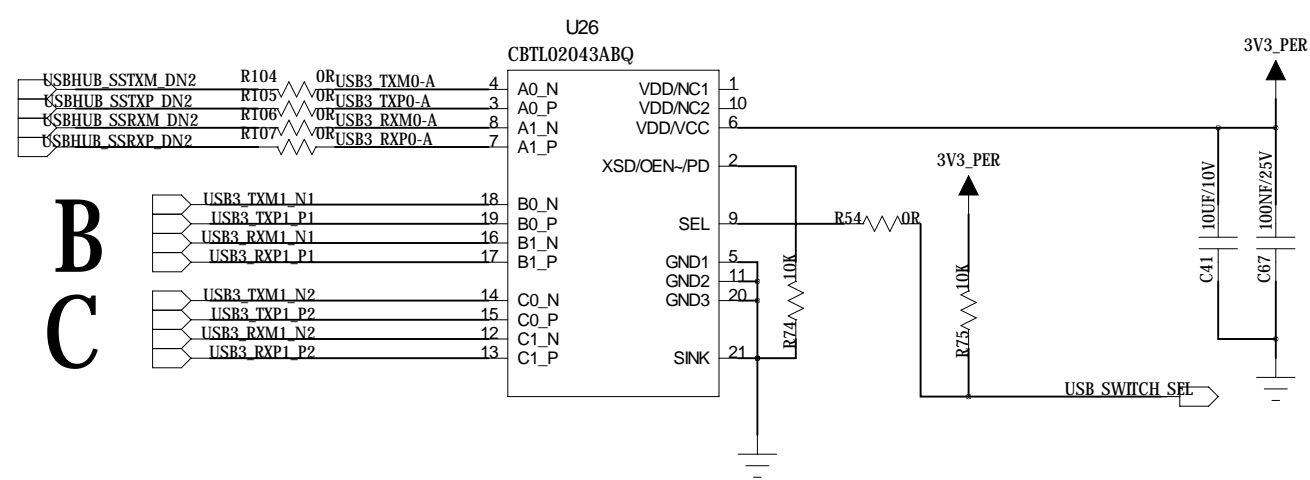 U26
CBTL02043ABQ
3V3_PER
USBHUB_SSTXM_DN2 R104 0R USB3_TXM0-A 4 A0_N VDD/NC1 1
USBHUB_SSTXP_DN2 R105 0R USB3_TXP0-A 3 A0_P VDD/NC2 10
USBHUB_SSRXM_DN2 R106 0R USB3_RXM0-A 8 A1_N VDD/VCC 6
USBHUB_SSRXP_DN2 R107 0R USB3_RXP0-A 7 A1_P
XSD/OEN~/PD 2
3V3_PER
B
USB3_TXM1_N1 18 B0_N
USB3_TXP1_P1 19 B0_P SEL 9 R54 0R
USB3_RXM1_N1 16 B1_N
USB3_RXP1_P1 17 B1_P GND1 5
GND2 11
C
USB3_TXM1_N2 14 C0_N GND3 20
USB3_TXP1_P2 15 C0_P
USB3_RXM1_N2 12 C1_N
USB3_RXP1_P2 13 C1_P SINK 21
R74 10K
R75 10K
C41 10UF/10V
C67 100NF/25V
USB_SWITCH_SEL